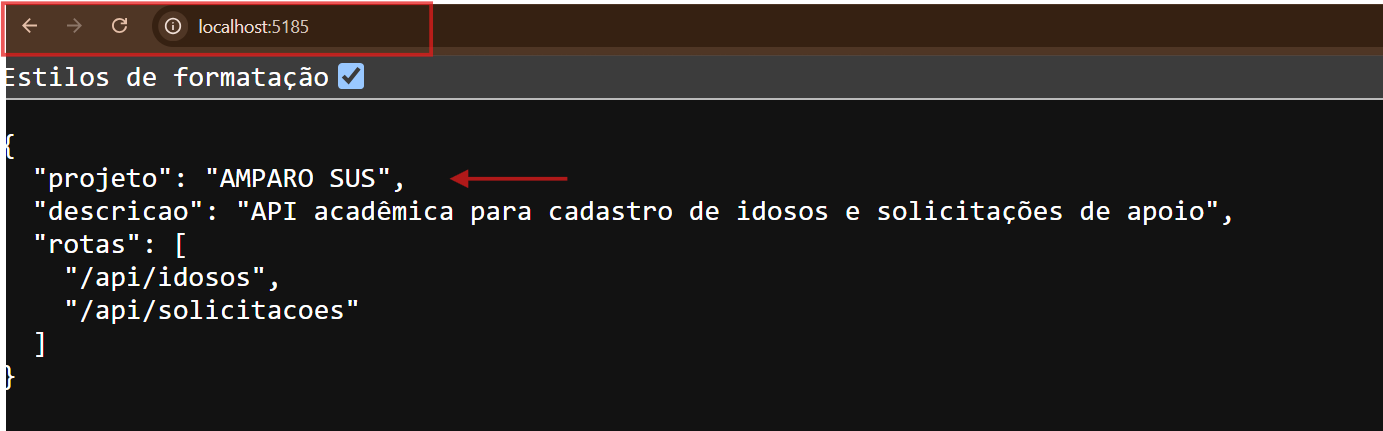 localhost:5185
Estilos de formatação
{
"projeto": "AMPARO SUS",
"descricao": "API acadêmica para cadastro de idosos e solicitações de apoio",
"rotas": [
"/api/idosos",
"/api/solicitacoes"
]
}